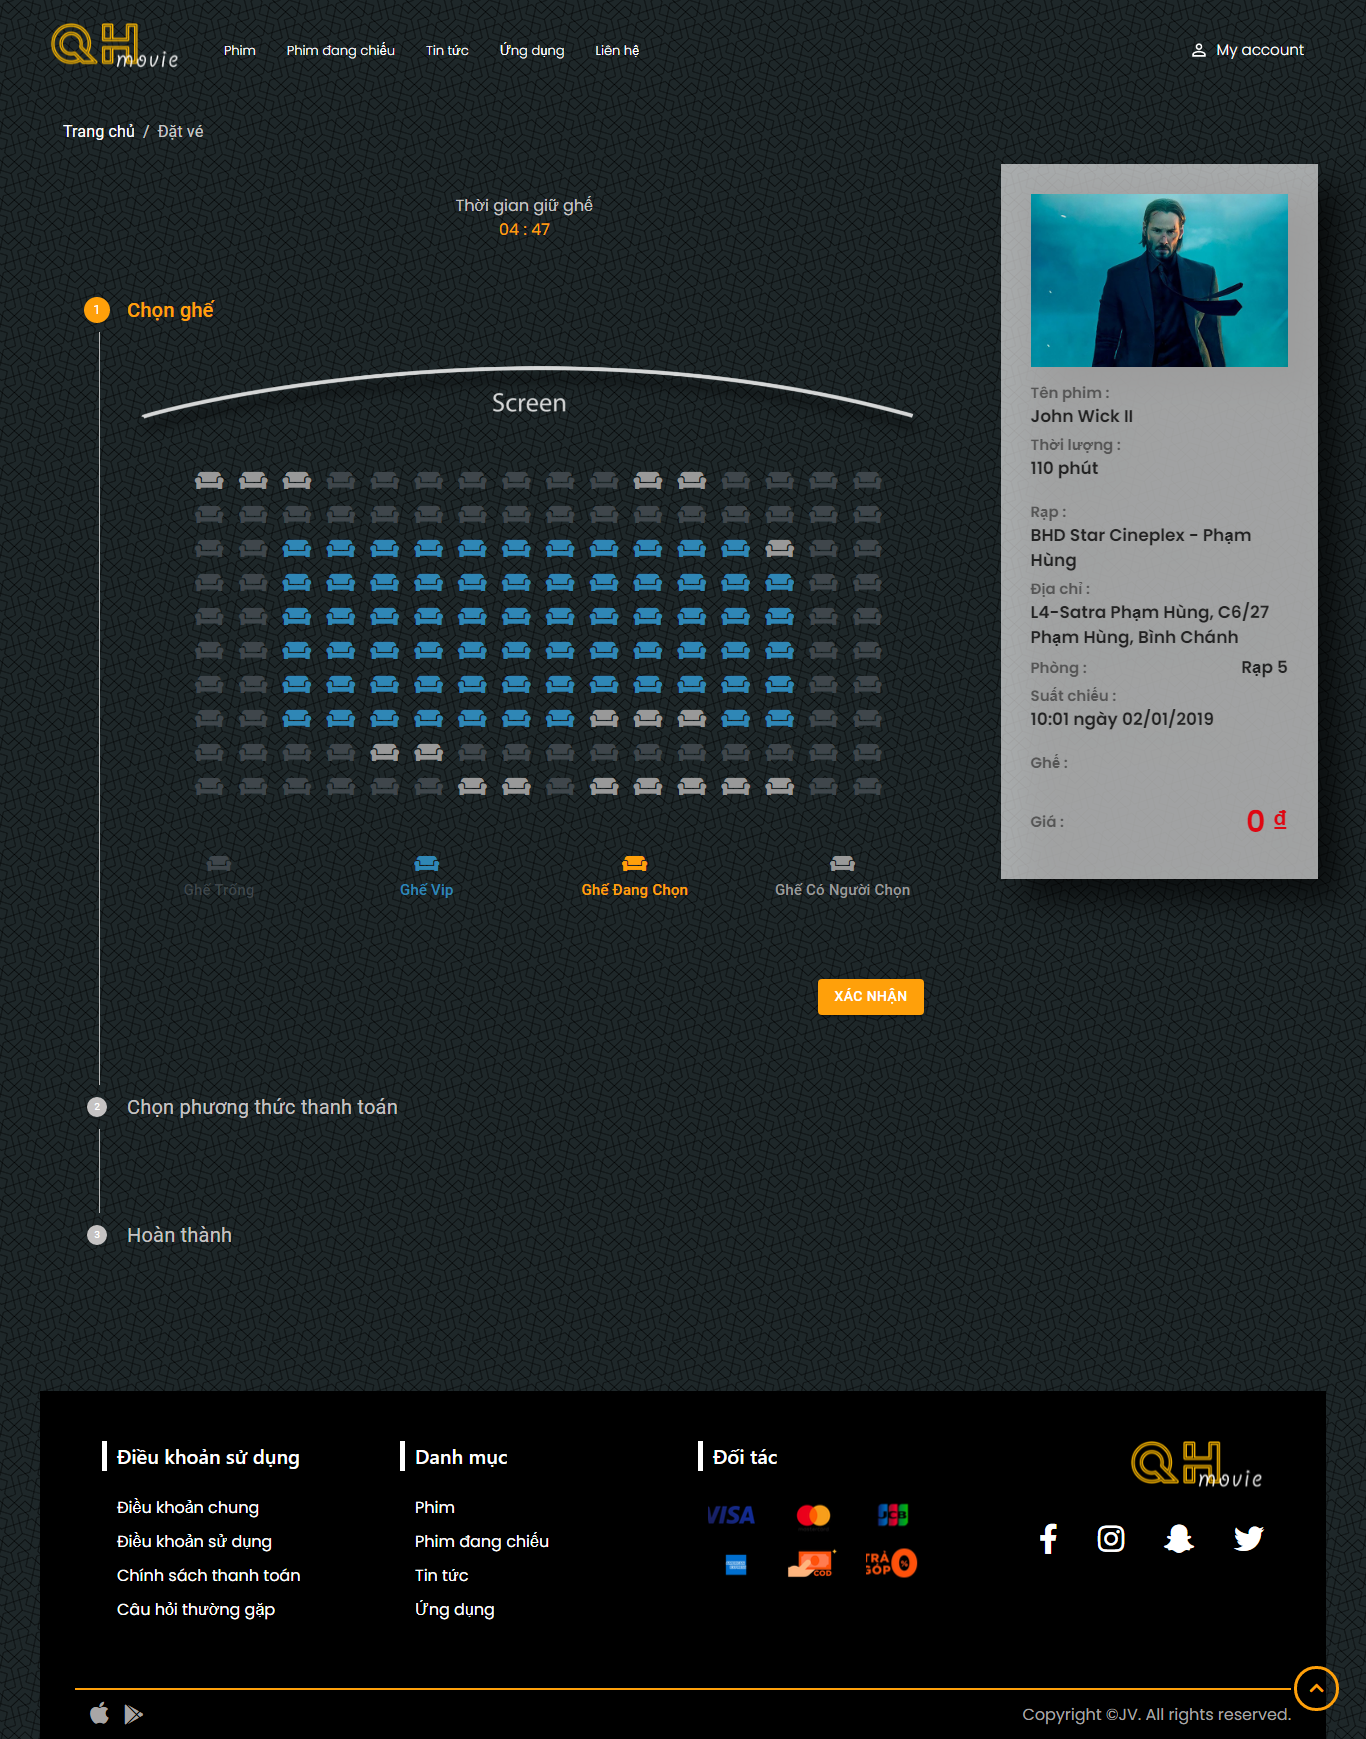 QH movie
Phim
Phim đang chiếu
Tin tức
Ứng dụng
Liên hệ
My account
Trang chủ / Đặt vé
Thời gian giữ ghế
04 : 47
1 Chọn ghế
Screen
Ghế Trống
Ghế Vip
Ghế Đang Chọn
Ghế Có Người Chọn
XÁC NHẬN
2 Chọn phương thức thanh toán
3 Hoàn thành
Tên phim :
John Wick II
Thời lượng :
110 phút
Rạp :
BHD Star Cineplex - Phạm
Hùng
Địa chỉ :
L4-Satra Phạm Hùng, C6/27
Phạm Hùng, Bình Chánh
Phòng : Rạp 5
Suất chiếu :
10:01 ngày 02/01/2019
Ghế :
Giá : 0 đ
Điều khoản sử dụng
Điều khoản chung
Điều khoản sử dụng
Chính sách thanh toán
Câu hỏi thường gặp
Danh mục
Phim
Phim đang chiếu
Tin tức
Ứng dụng
Đối tác
VISA
JCB
COD
TRẢ GÓP 0%
QH movie
Copyright ©JV. All rights reserved.